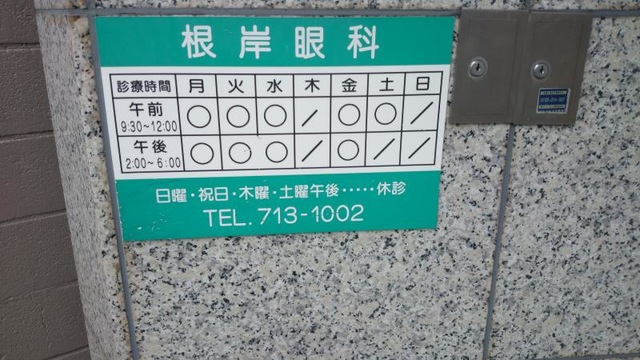 根岸眼科
診療時間 月 火 水 木 金 土 日
午前 9:30~12:00 ○ ○ ○ / ○ ○ /
午後 2:00~6:00 ○ ○ ○ / ○ / /
日曜・祝日・木曜・土曜午後・・・・・休診
TEL. 713-1002